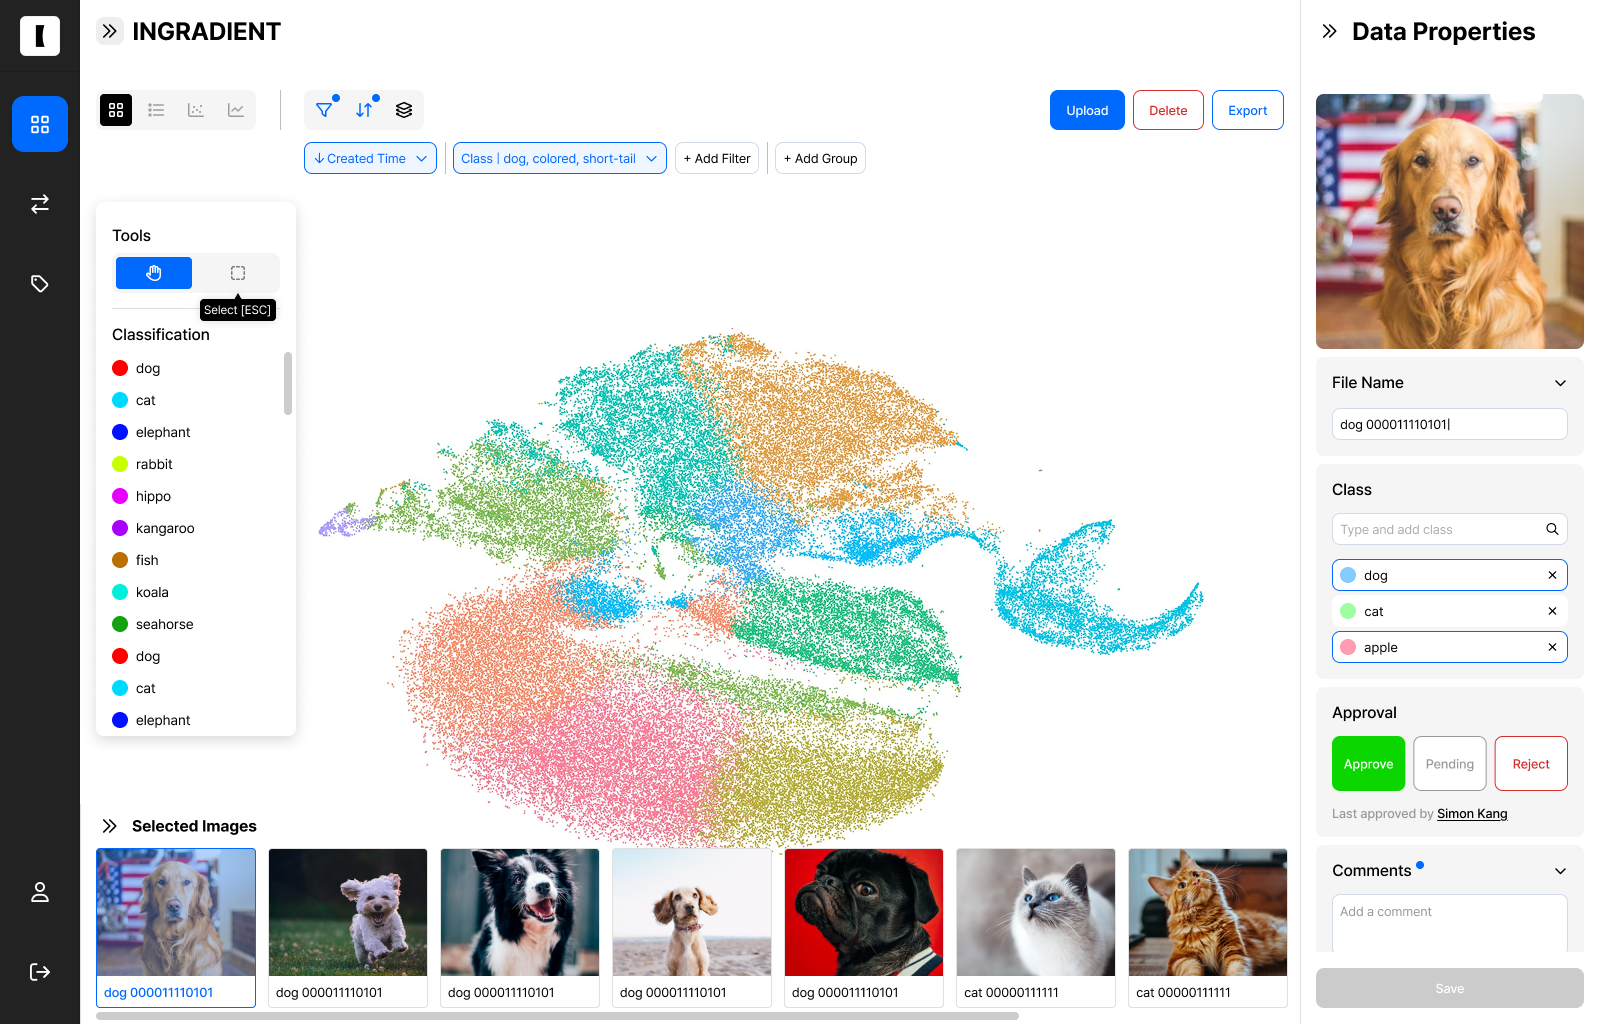 INGRADIENT
Data Properties
Upload
Delete
Export
Created Time
Class | dog, colored, short-tail
+ Add Filter
+ Add Group
Tools
Select [ESC]
Classification
dog
cat
elephant
rabbit
hippo
kangaroo
fish
koala
seahorse
dog
cat
elephant
Selected Images
dog 000011110101
dog 000011110101
dog 000011110101
dog 000011110101
dog 000011110101
cat 00000111111
cat 00000111111
File Name
dog 000011110101|
Class
Type and add class
dog
cat
apple
Approval
Approve
Pending
Reject
Last approved by Simon Kang
Comments
Add a comment
Save